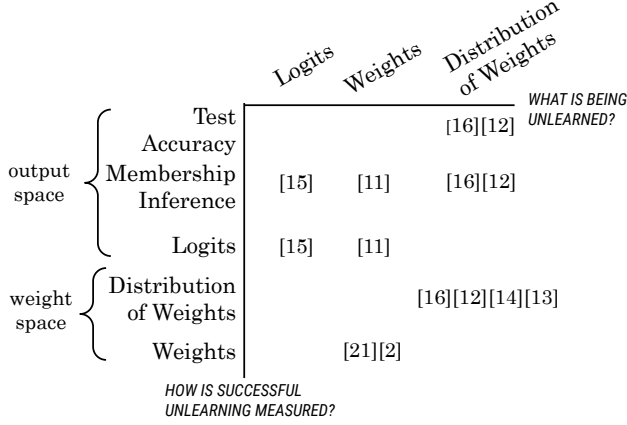 Logits
Weights
Distribution
of Weights
WHAT IS BEING
UNLEARNED?
Test
Accuracy
[16][12]
output
space
Membership
Inference
[15] [11] [16][12]
Logits [15] [11]
weight
space
Distribution
of Weights
[16][12][14][13]
Weights [21][2]
HOW IS SUCCESSFUL
UNLEARNING MEASURED?